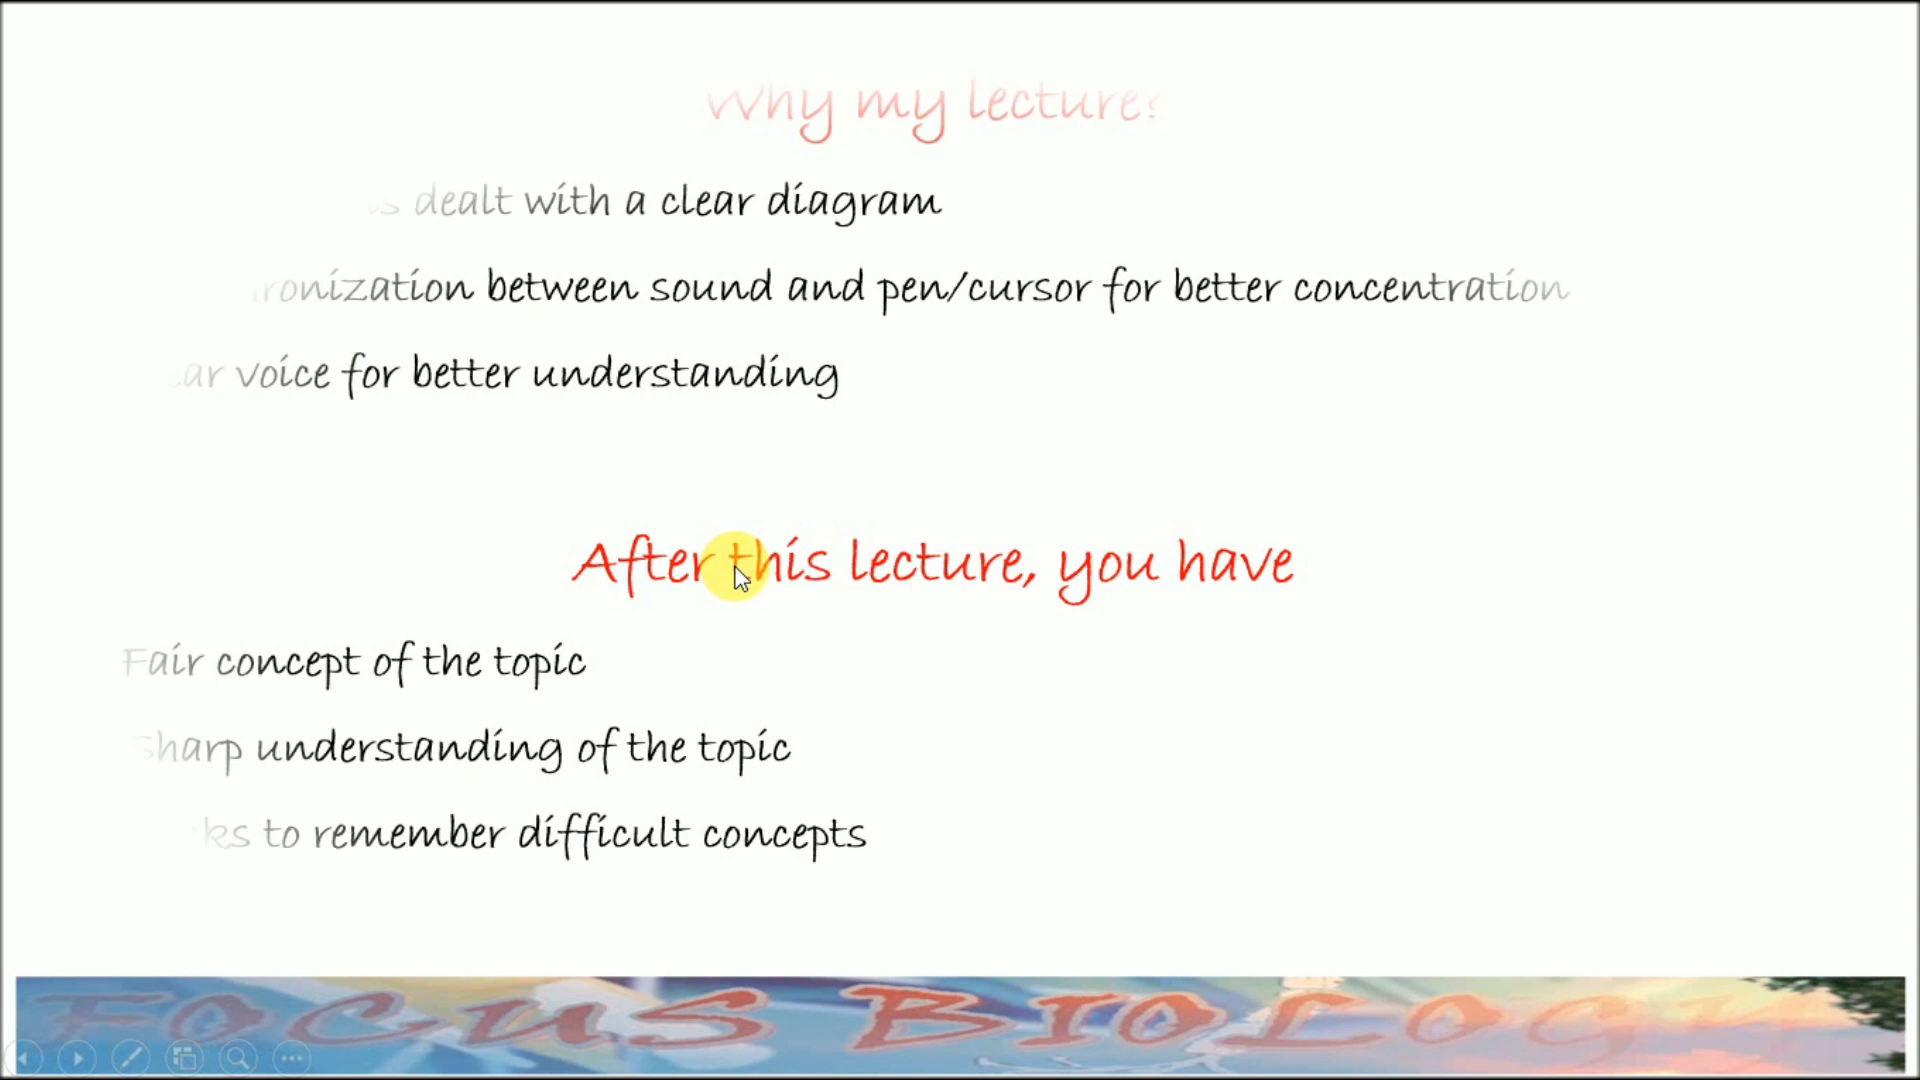 Why my lecture?
is dealt with a clear diagram
ronization between sound and pen/cursor for better concentration
ar voice for better understanding
After this lecture, you have
Fair concept of the topic
Sharp understanding of the topic
ks to remember difficult concepts
FOCUS BIOLOGY